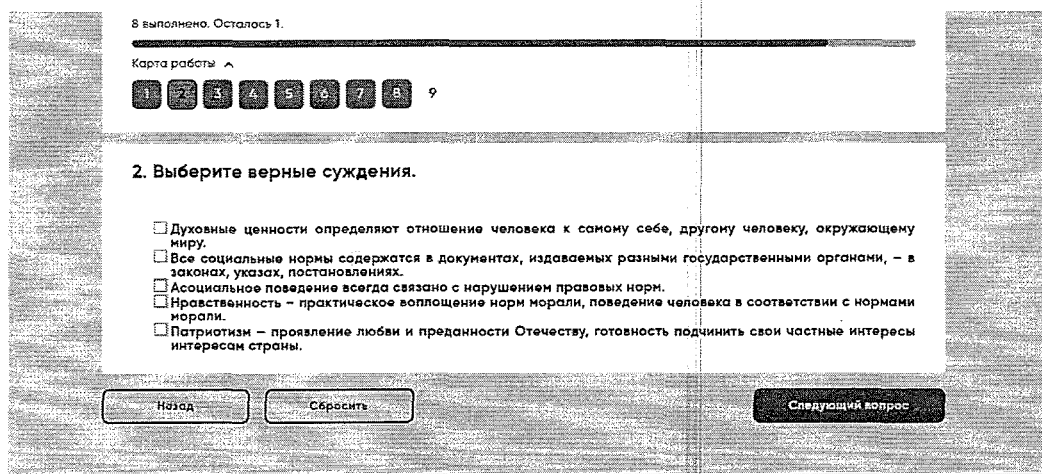 8 выполнено. Осталось 1.
Карта работы
1 2 3 4 5 6 7 8 9
2. Выберите верные суждения.
Духовные ценности определяют отношение человека к самому себе, другому человеку, окружающему
миру.
Все социальные нормы содержатся в документах, издаваемых разными государственными органами, – в
законах, указах, постановлениях.
Асоциальное поведение всегда связано с нарушением правовых норм.
Нравственность – практическое воплощение норм морали, поведение человека в соответствии с нормами
морали.
Патриотизм – проявление любви и преданности Отечеству, готовность подчинить свои частные интересы
интересам страны.
Назад Сбросить Следующий вопрос